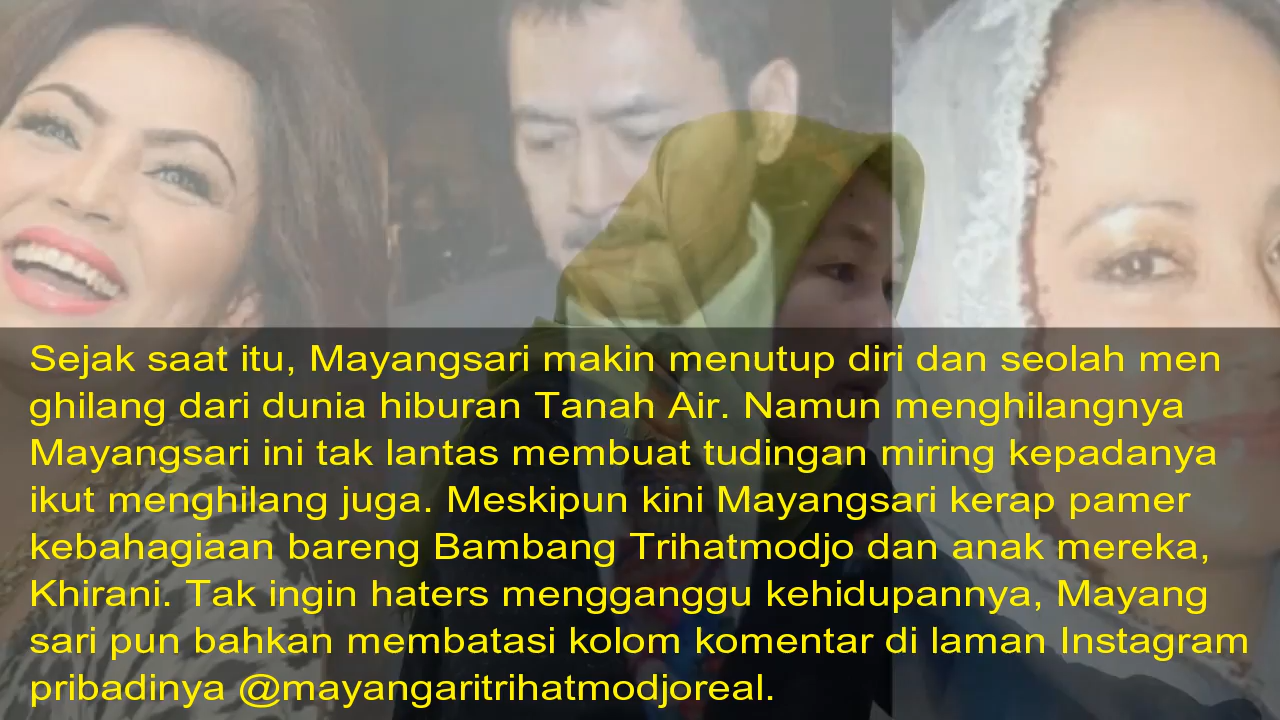 Sejak saat itu, Mayangsari makin menutup diri dan seolah men
ghilang dari dunia hiburan Tanah Air. Namun menghilangnya
Mayangsari ini tak lantas membuat tudingan miring kepadanya
ikut menghilang juga. Meskipun kini Mayangsari kerap pamer
kebahagiaan bareng Bambang Trihatmodjo dan anak mereka,
Khirani. Tak ingin haters mengganggu kehidupannya, Mayang
sari pun bahkan membatasi kolom komentar di laman Instagram
pribadinya @mayangaritrihatmodjoreal.